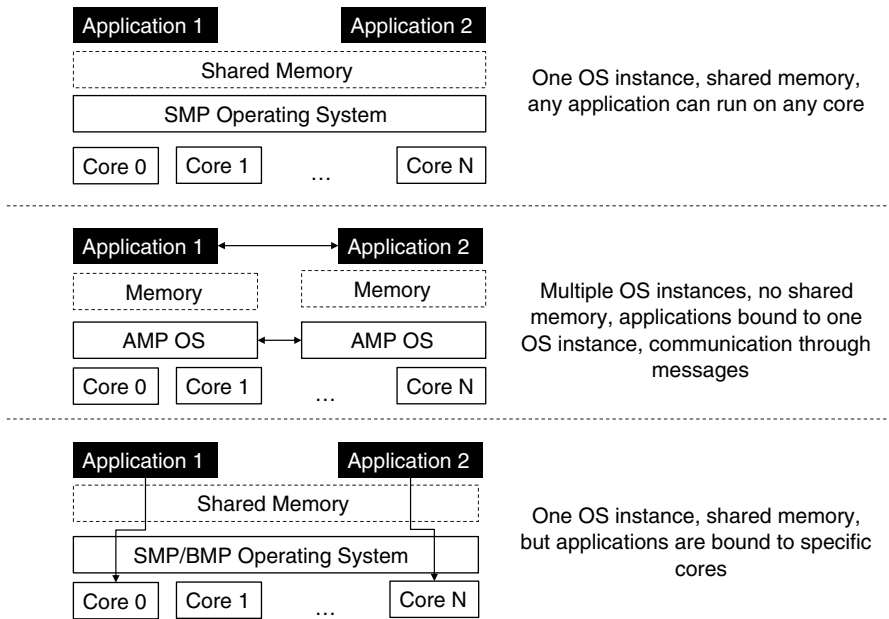 Application 1
Application 2
Shared Memory
SMP Operating System
Core 0
Core 1
...
Core N
One OS instance, shared memory,
any application can run on any core
Application 1
Application 2
Memory
Memory
AMP OS
AMP OS
Core 0
Core 1
...
Core N
Multiple OS instances, no shared
memory, applications bound to one
OS instance, communication through
messages
Application 1
Application 2
Shared Memory
SMP/BMP Operating System
Core 0
Core 1
...
Core N
One OS instance, shared memory,
but applications are bound to specific
cores